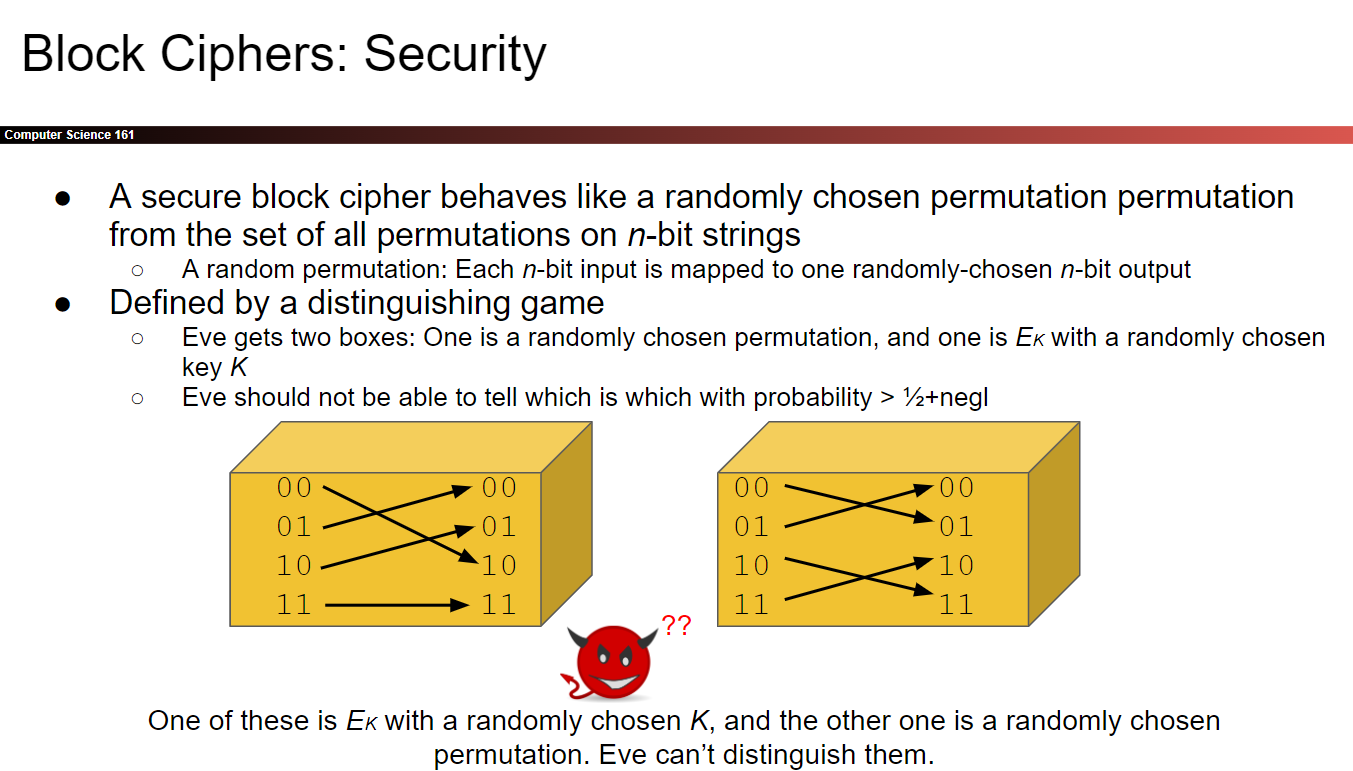 Block Ciphers: Security
Computer Science 161
● A secure block cipher behaves like a randomly chosen permutation permutation
from the set of all permutations on n-bit strings
○ A random permutation: Each n-bit input is mapped to one randomly-chosen n-bit output
● Defined by a distinguishing game
○ Eve gets two boxes: One is a randomly chosen permutation, and one is EK with a randomly chosen
key K
○ Eve should not be able to tell which is which with probability > ½+negl
00 00
01 01
10 10
11 11
00 00
01 01
10 10
11 11
??
One of these is EK with a randomly chosen K, and the other one is a randomly chosen
permutation. Eve can’t distinguish them.